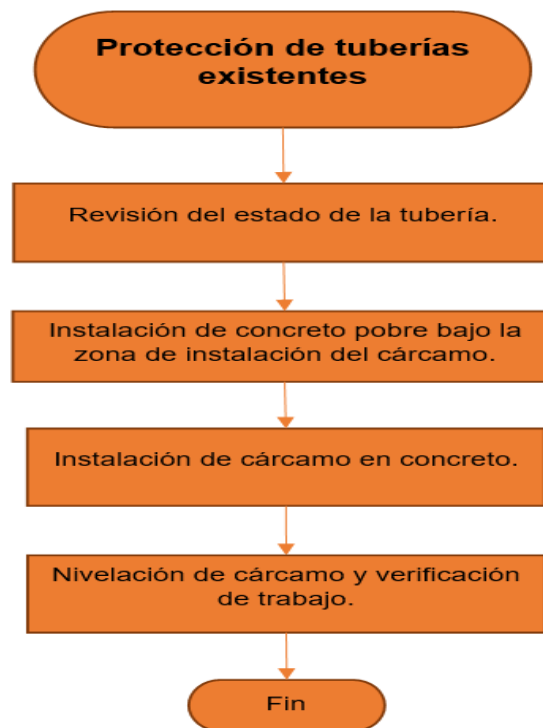 Protección de tuberías
existentes
Revisión del estado de la tubería.
Instalación de concreto pobre bajo la
zona de instalación del cárcamo.
Instalación de cárcamo en concreto.
Nivelación de cárcamo y verificación
de trabajo.
Fin